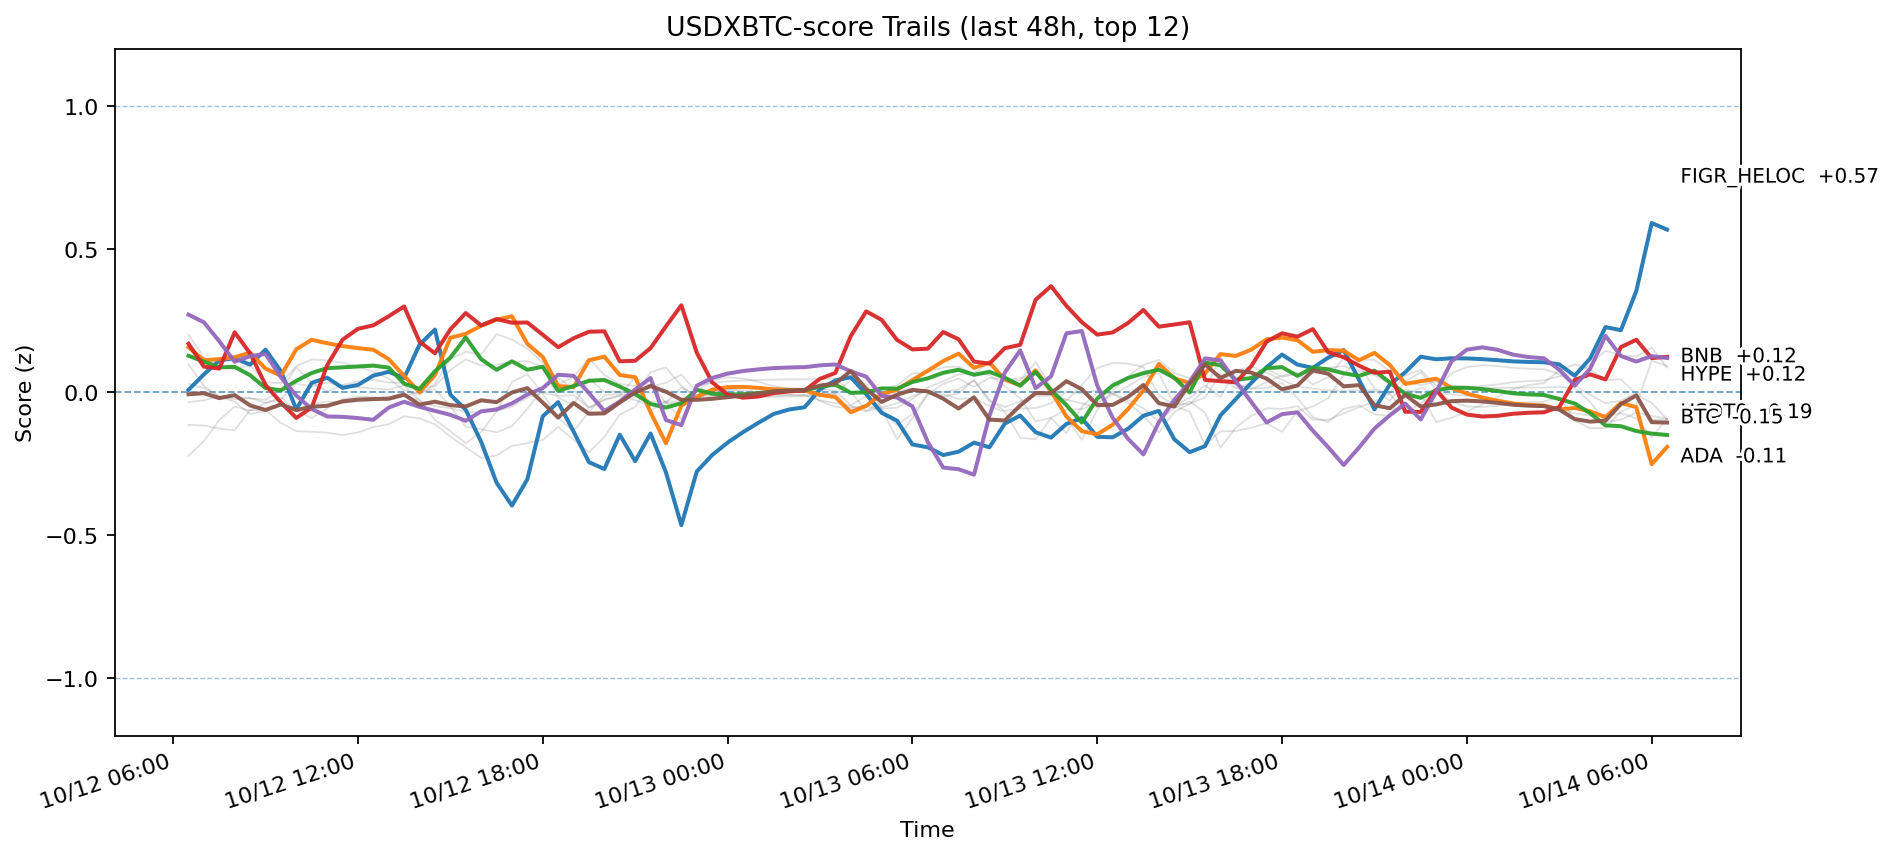 USDXBTC-score Trails (last 48h, top 12)
Score (z)
1.0
0.5
0.0
−0.5
−1.0
FIGR_HELOC +0.57
BNB +0.12
HYPE +0.12
BTC -0.15
ADA -0.11
10/12 06:00
10/12 12:00
10/12 18:00
10/13 00:00
10/13 06:00
10/13 12:00
10/13 18:00
10/14 00:00
10/14 06:00
Time